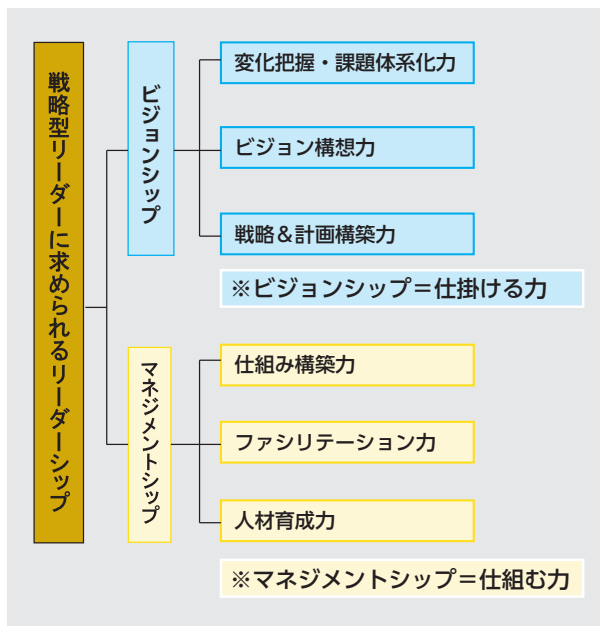 戦略型リーダーに求められるリーダーシップ
ビジョンシップ
変化把握・課題体系化力
ビジョン構想力
戦略＆計画構築力
※ビジョンシップ＝仕掛ける力
マネジメントシップ
仕組み構築力
ファシリテーション力
人材育成力
※マネジメントシップ＝仕組む力